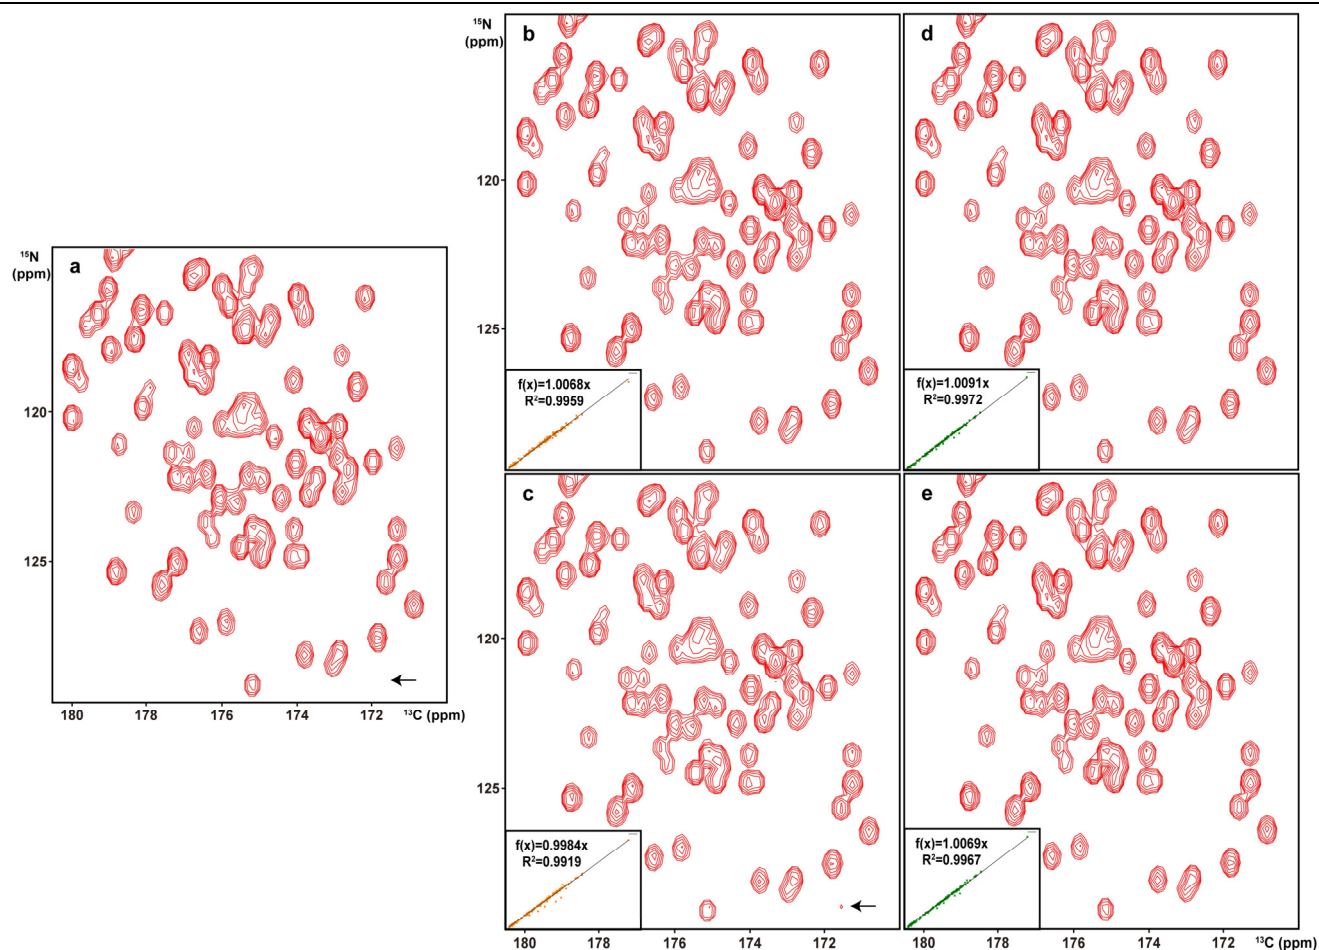 ¹⁵N
(ppm)
b
d
120
125
f(x)=1.0068x
R²=0.9959
f(x)=1.0091x
R²=0.9972
¹⁵N
(ppm)
a
120
125
180 178 176 174 172 ¹³C (ppm)
c
e
120
125
f(x)=0.9984x
R²=0.9919
f(x)=1.0069x
R²=0.9967
180 178 176 174 172
180 178 176 174 172 ¹³C (ppm)